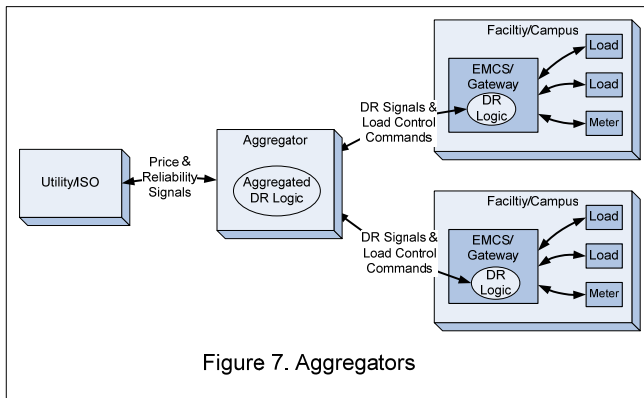 Utility/ISO
Price &
Reliability
Signals
Aggregator
Aggregated
DR Logic
DR Signals &
Load Control
Commands
Faciltiy/Campus
EMCS/
Gateway
DR
Logic
Load
Load
Meter
DR Signals &
Load Control
Commands
Faciltiy/Campus
EMCS/
Gateway
DR
Logic
Load
Load
Meter
Figure 7. Aggregators